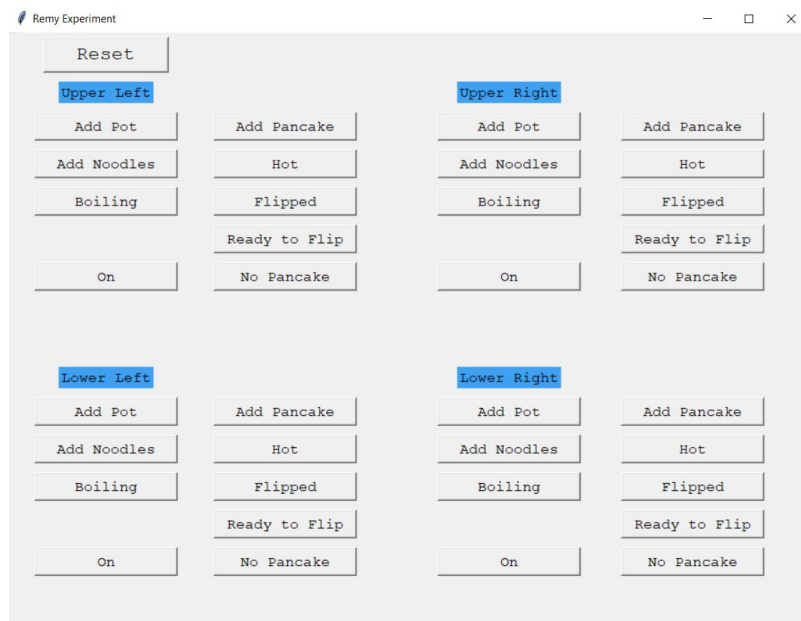 Remy Experiment
Reset
Upper Left Upper Right
Add Pot Add Pancake Add Pot Add Pancake
Add Noodles Hot Add Noodles Hot
Boiling Flipped Boiling Flipped
Ready to Flip Ready to Flip
On No Pancake On No Pancake
Lower Left Lower Right
Add Pot Add Pancake Add Pot Add Pancake
Add Noodles Hot Add Noodles Hot
Boiling Flipped Boiling Flipped
Ready to Flip Ready to Flip
On No Pancake On No Pancake